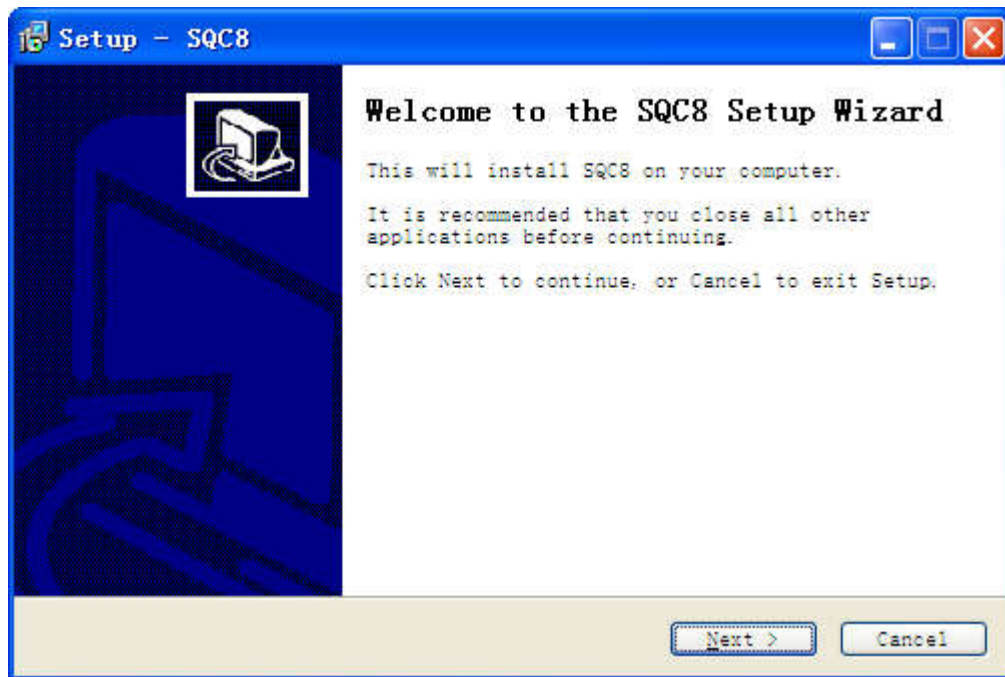 Setup - SQC8
Welcome to the SQC8 Setup Wizard
This will install SQC8 on your computer.
It is recommended that you close all other
applications before continuing.
Click Next to continue, or Cancel to exit Setup.
Next >
Cancel